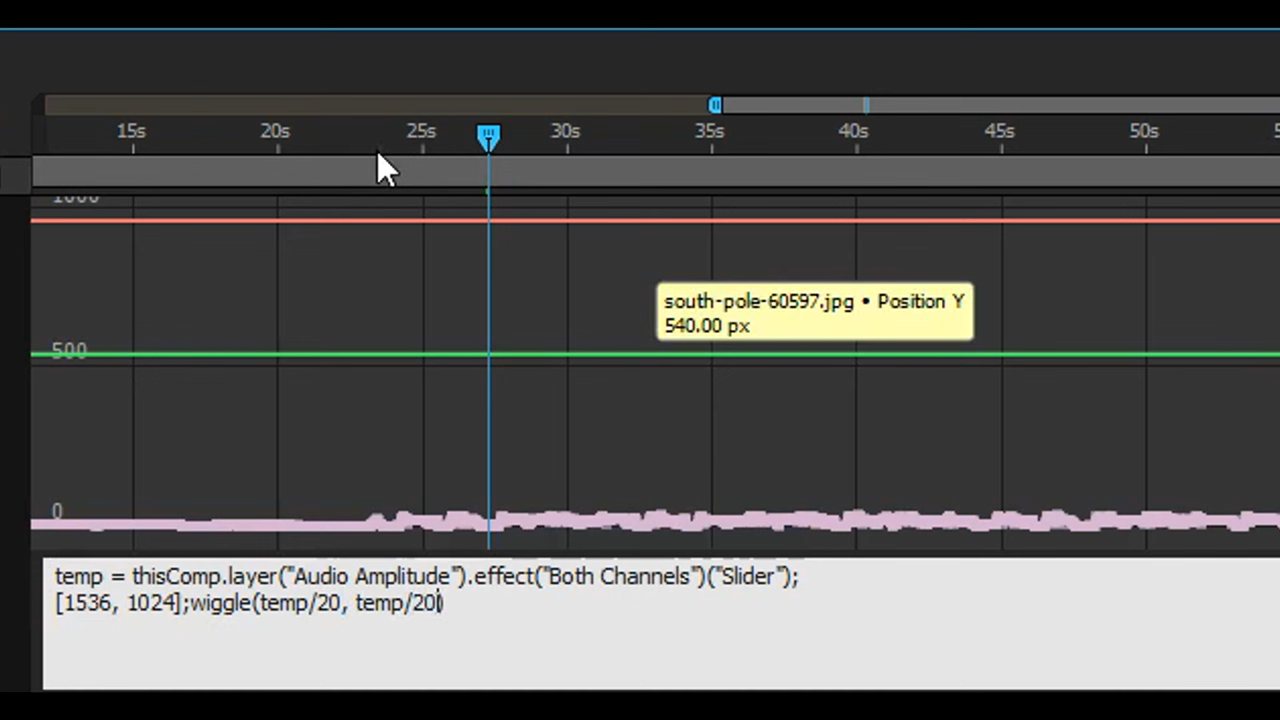 15s 20s 25s 30s 35s 40s 45s 50s
1000
south-pole-60597.jpg • Position Y
540.00 px
500
0
temp = thisComp.layer("Audio Amplitude").effect("Both Channels")("Slider");
[1536, 1024];wiggle(temp/20, temp/20)